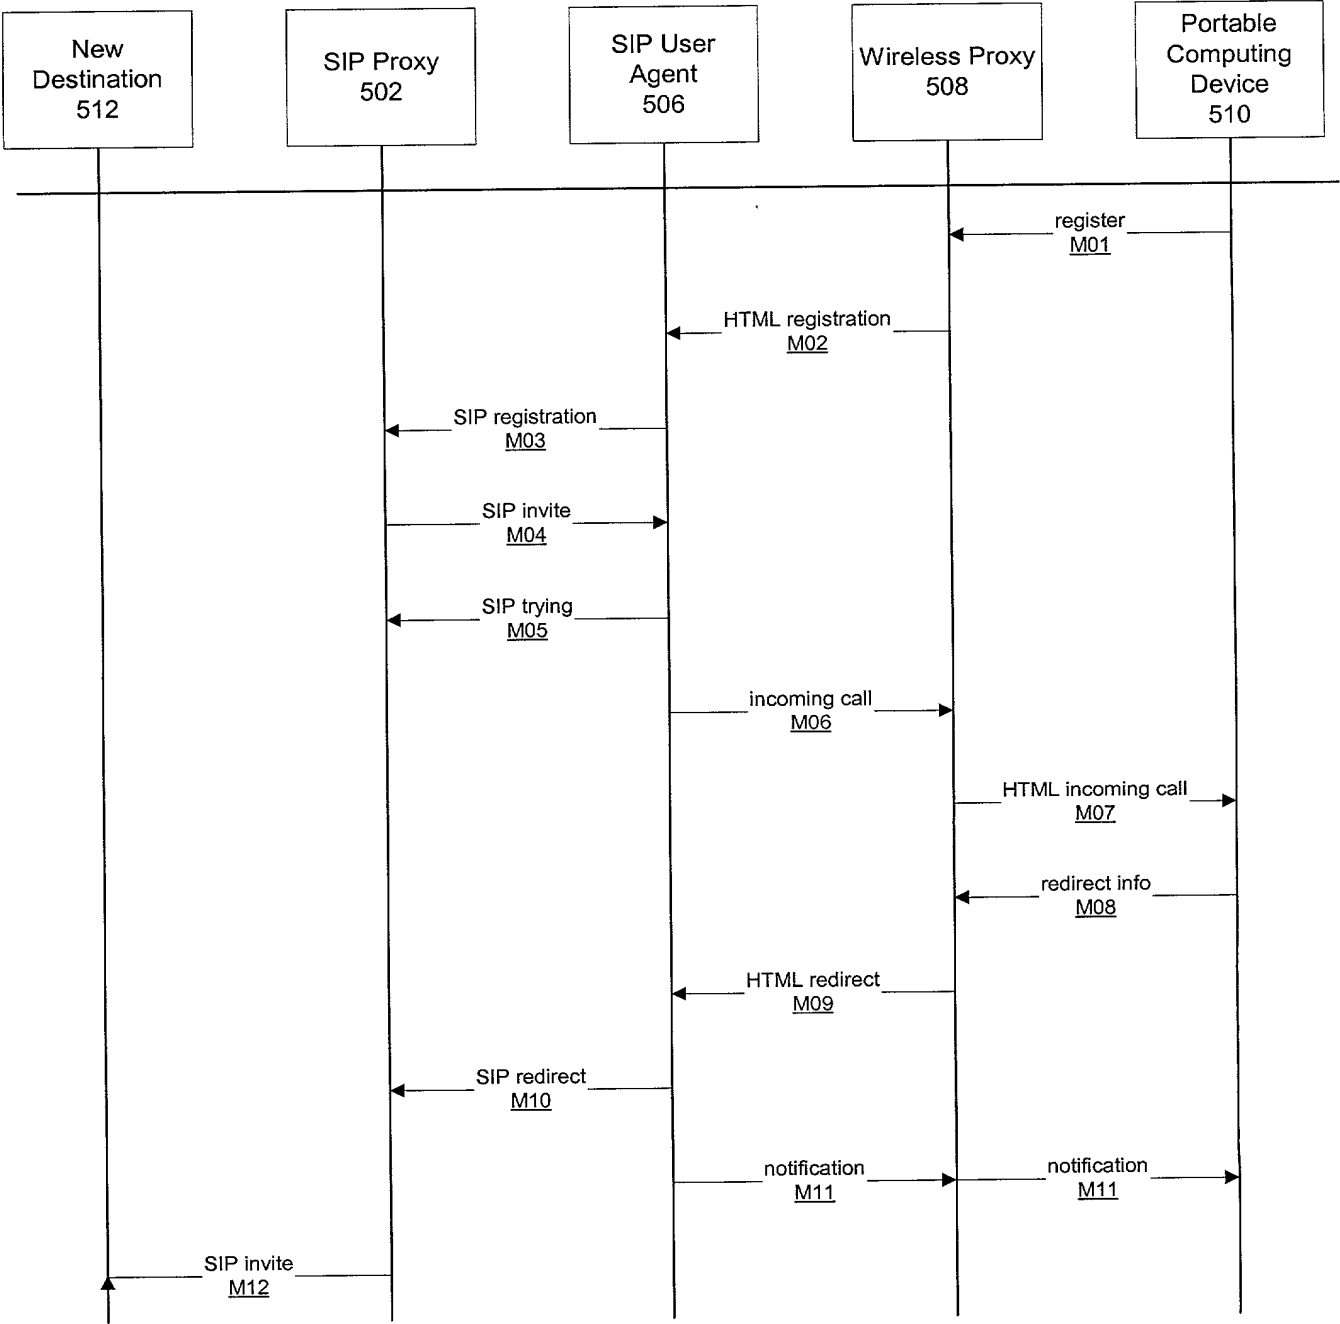 New
Destination
512
SIP Proxy
502
SIP User
Agent
506
Wireless Proxy
508
Portable
Computing
Device
510
register
M01
HTML registration
M02
SIP registration
M03
SIP invite
M04
SIP trying
M05
incoming call
M06
HTML incoming call
M07
redirect info
M08
HTML redirect
M09
SIP redirect
M10
notification
M11
notification
M11
SIP invite
M12